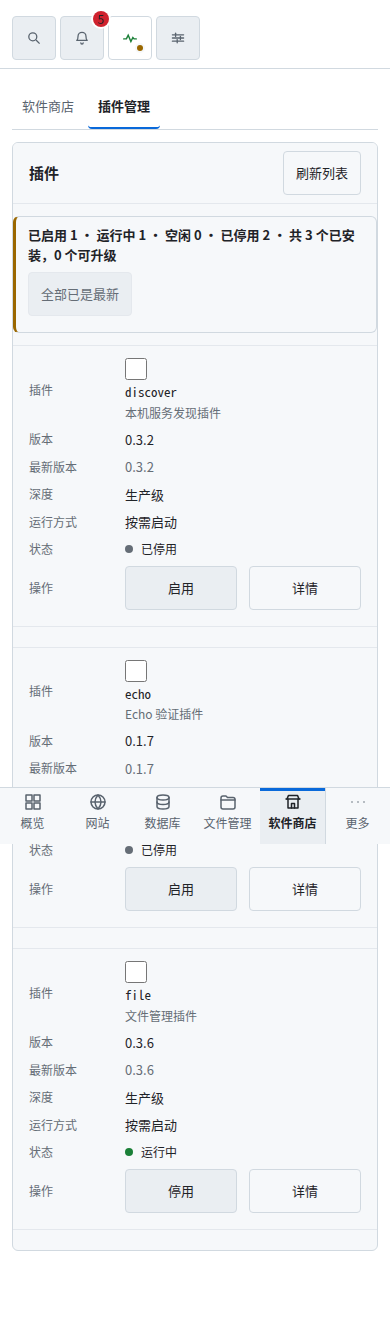 5
软件商店 插件管理
插件 刷新列表
已启用 1 · 运行中 1 · 空闲 0 · 已停用 2 · 共 3 个已安
装，0 个可升级
全部已是最新
插件 discover
本机服务发现插件
版本 0.3.2
最新版本 0.3.2
深度 生产级
运行方式 按需启动
状态 已停用
操作 启用 详情
插件 echo
Echo 验证插件
版本 0.1.7
最新版本 0.1.7
概览 网站 数据库 文件管理 软件商店 更多
状态 已停用
操作 启用 详情
插件 file
文件管理插件
版本 0.3.6
最新版本 0.3.6
深度 生产级
运行方式 按需启动
状态 运行中
操作 停用 详情